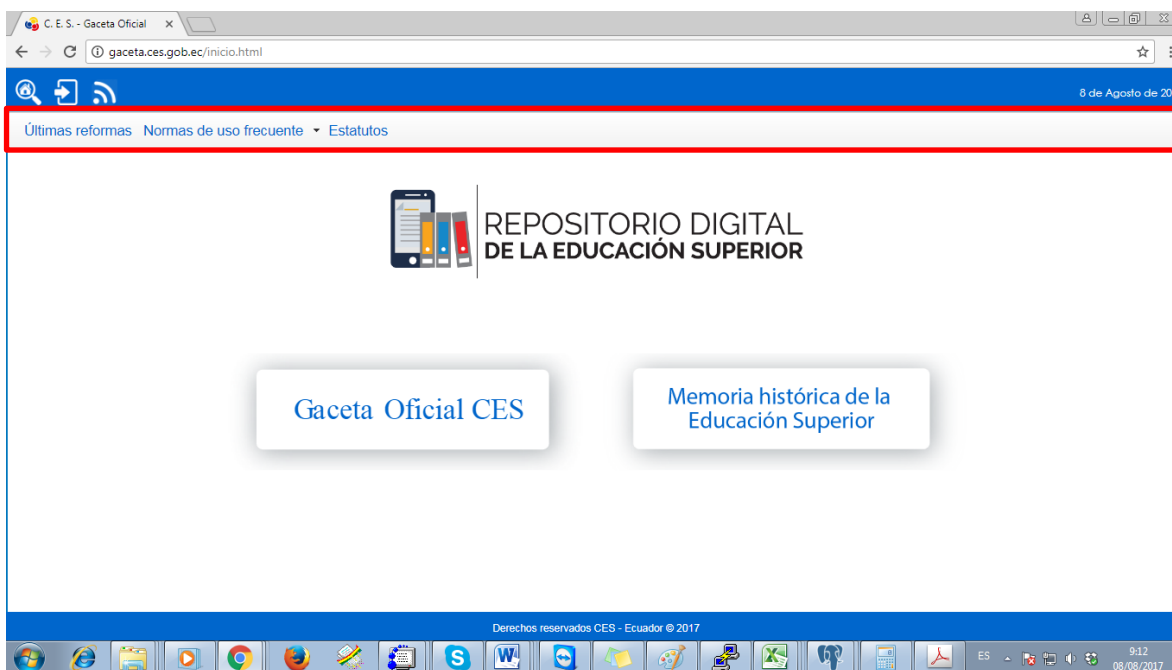 C. E. S. - Gaceta Oficial
gaceta.ces.gob.ec/inicio.html
8 de Agosto de 20
Últimas reformas Normas de uso frecuente Estatutos
REPOSITORIO DIGITAL
DE LA EDUCACIÓN SUPERIOR
Gaceta Oficial CES
Memoria histórica de la
Educación Superior
Derechos reservados CES - Ecuador © 2017
ES
9:12
08/08/201